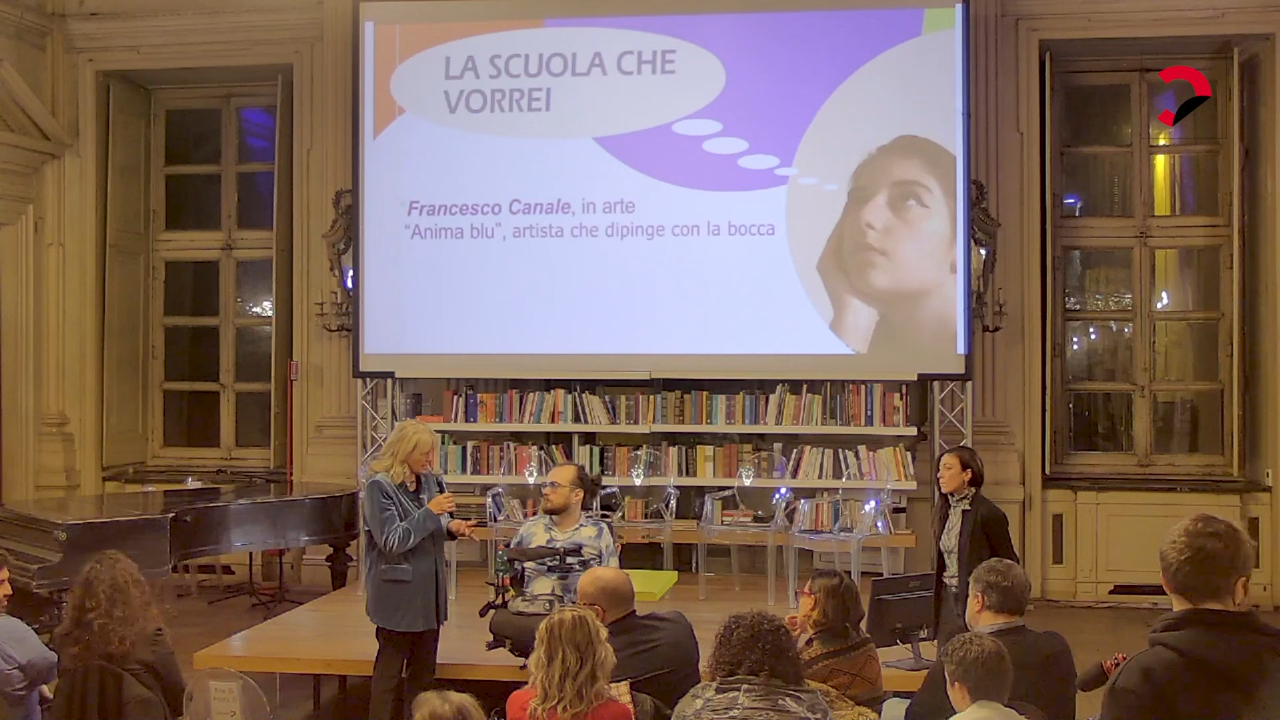 LA SCUOLA CHE
VORREI
Francesco Canale, in arte
"Anima blu", artista che dipinge con la bocca